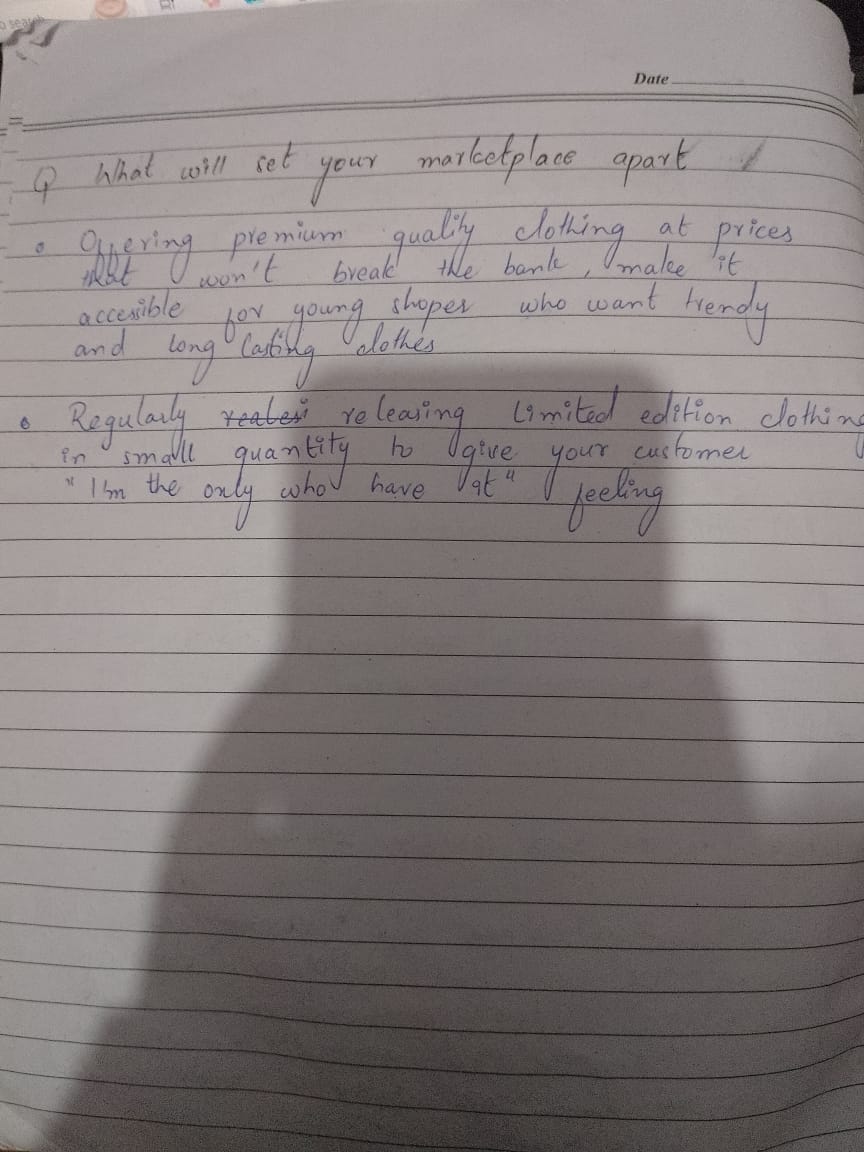 o search
Date
Q What will set your marketplace apart
Offering premium quality clothing at prices
that won't break the bank, make it
accessible for young shoper who want trendy
and long lasting clothes
Regularly releasing limited edition clothing
in small quantity to give your customer
"I'm the only who have it" feeling